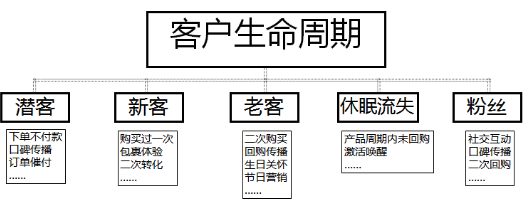 客户生命周期
潜客
新客
老客
休眠流失
粉丝
下单不付款
口碑传播
订单催付
……
购买过一次
包裹体验
二次转化
……
二次购买
回购传播
生日关怀
节日营销
……
产品周期内未回购
激活唤醒
……
社交互动
口碑传播
二次回购
……